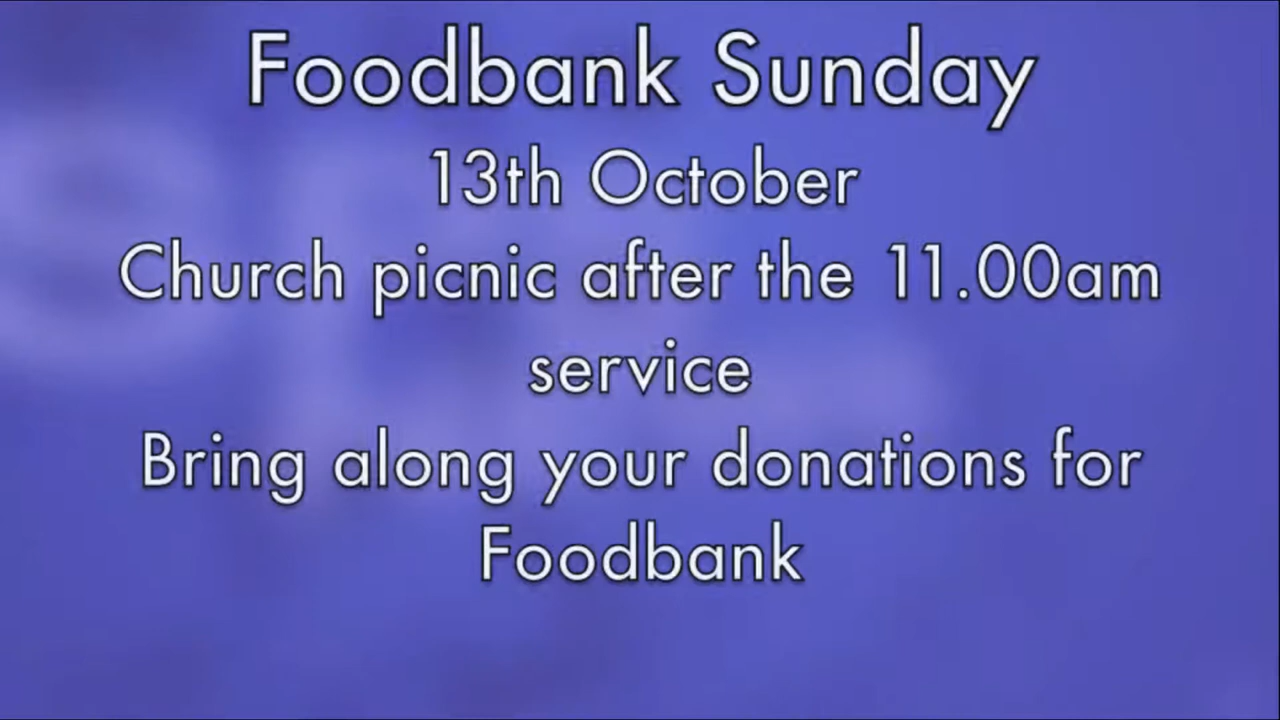 Foodbank Sunday
13th October
Church picnic after the 11.00am
service
Bring along your donations for
Foodbank